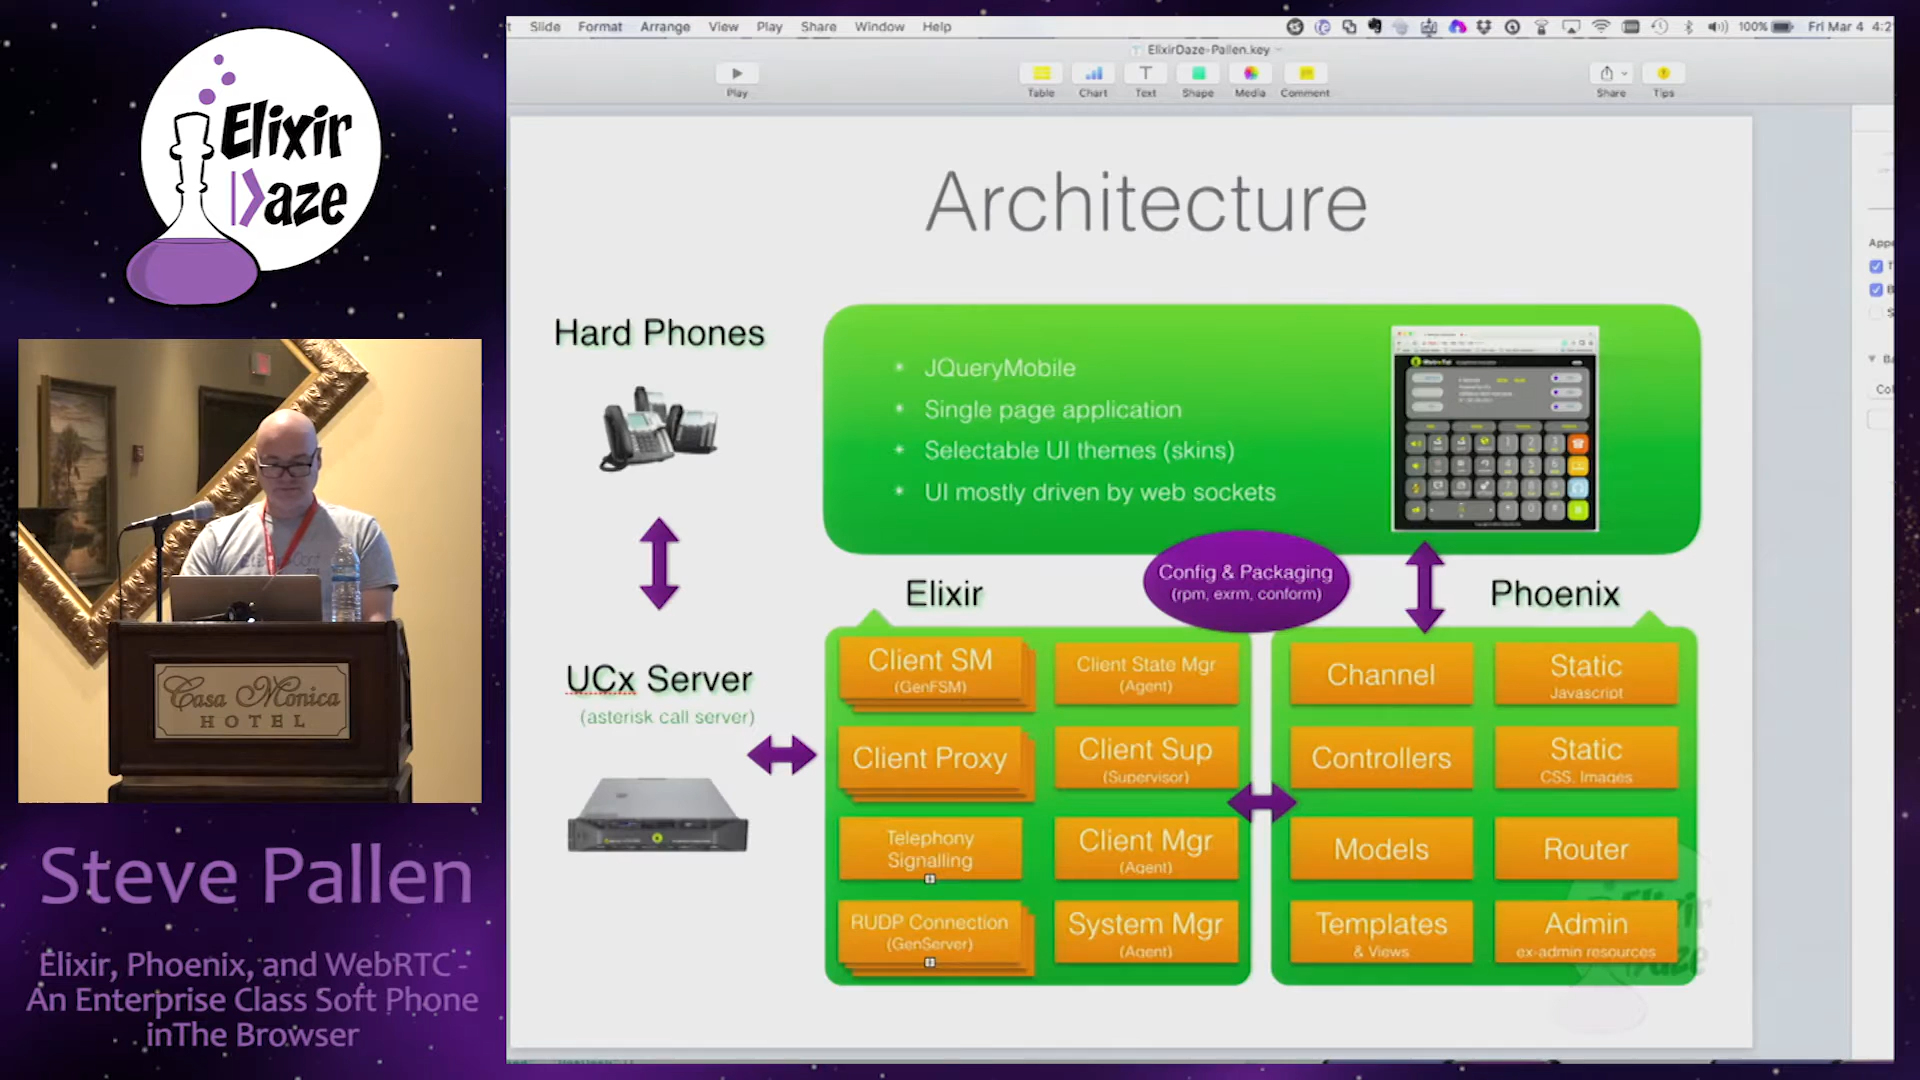 Elixir
Daze
Slide Format Arrange View Play Share Window Help
100% Fri Mar 4
ElixirDaze-Pallen.key
Play
Table Chart Text Shape Media Comment
Share Tips
Architecture
Hard Phones
JQueryMobile
Single page application
Selectable UI themes (skins)
UI mostly driven by web sockets
Config & Packaging
(rpm, exrm, conform)
Elixir
Phoenix
UCx Server
(asterisk call server)
Client SM
(GenFSM)
Client State Mgr
(Agent)
Client Proxy
Client Sup
(Supervisor)
Telephony
Signalling
Client Mgr
(Agent)
RUDP Connection
(GenServer)
System Mgr
(Agent)
Channel
Static
Javascript
Controllers
Static
CSS, Images
Models
Router
Templates
& Views
Admin
ex-admin resources
Elixir
Daze
Casa Monica
HOTEL
Steve Pallen
Elixir, Phoenix, and WebRTC -
An Enterprise Class Soft Phone
inThe Browser